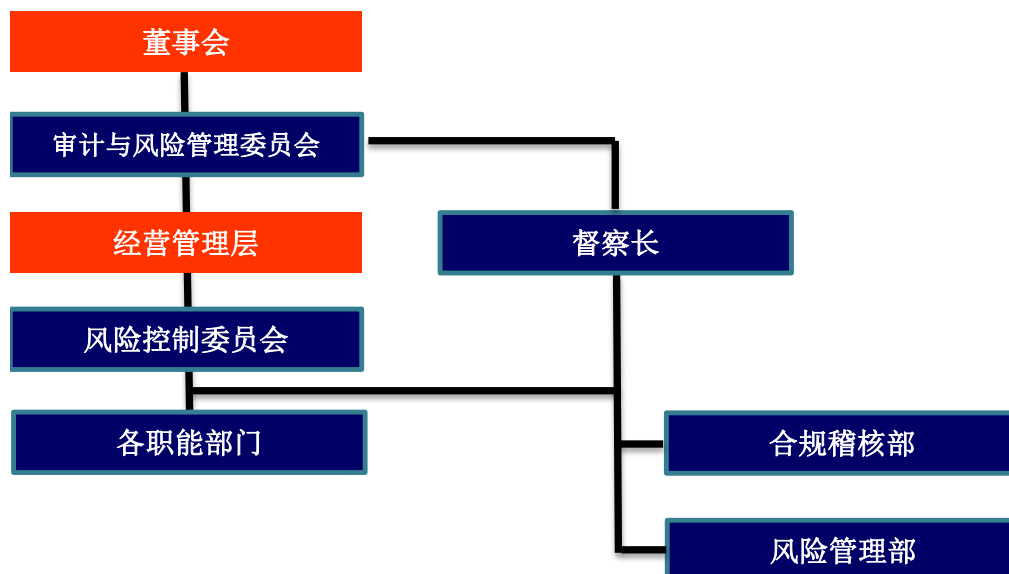 董事会
审计与风险管理委员会
经营管理层
督察长
风险控制委员会
各职能部门
合规稽核部
风险管理部